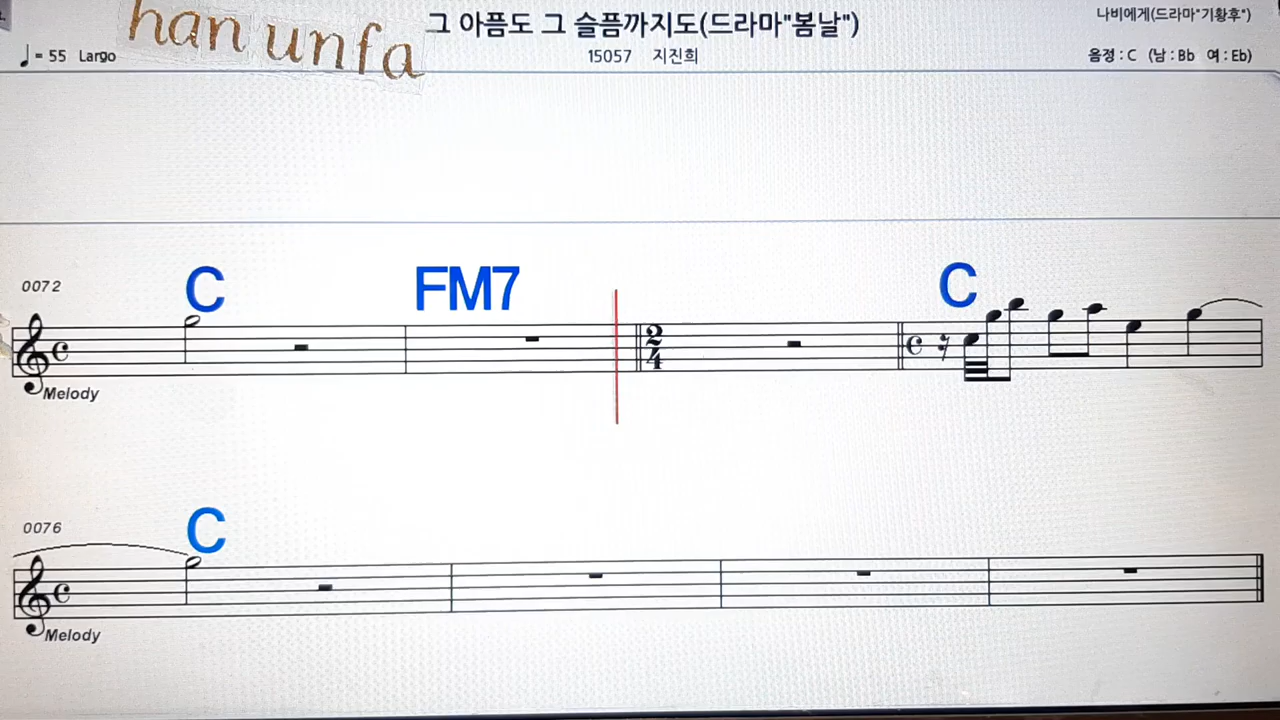 han unfa
그 아픔도 그 슬픔까지도(드라마"봄날")
나비에게(드라마"기황후")
♩= 55 Largo
15057 지진희
음정 : C (남 : Bb 여 : Eb)
0072
C FM7 C
2
4
Melody
0076
C
Melody